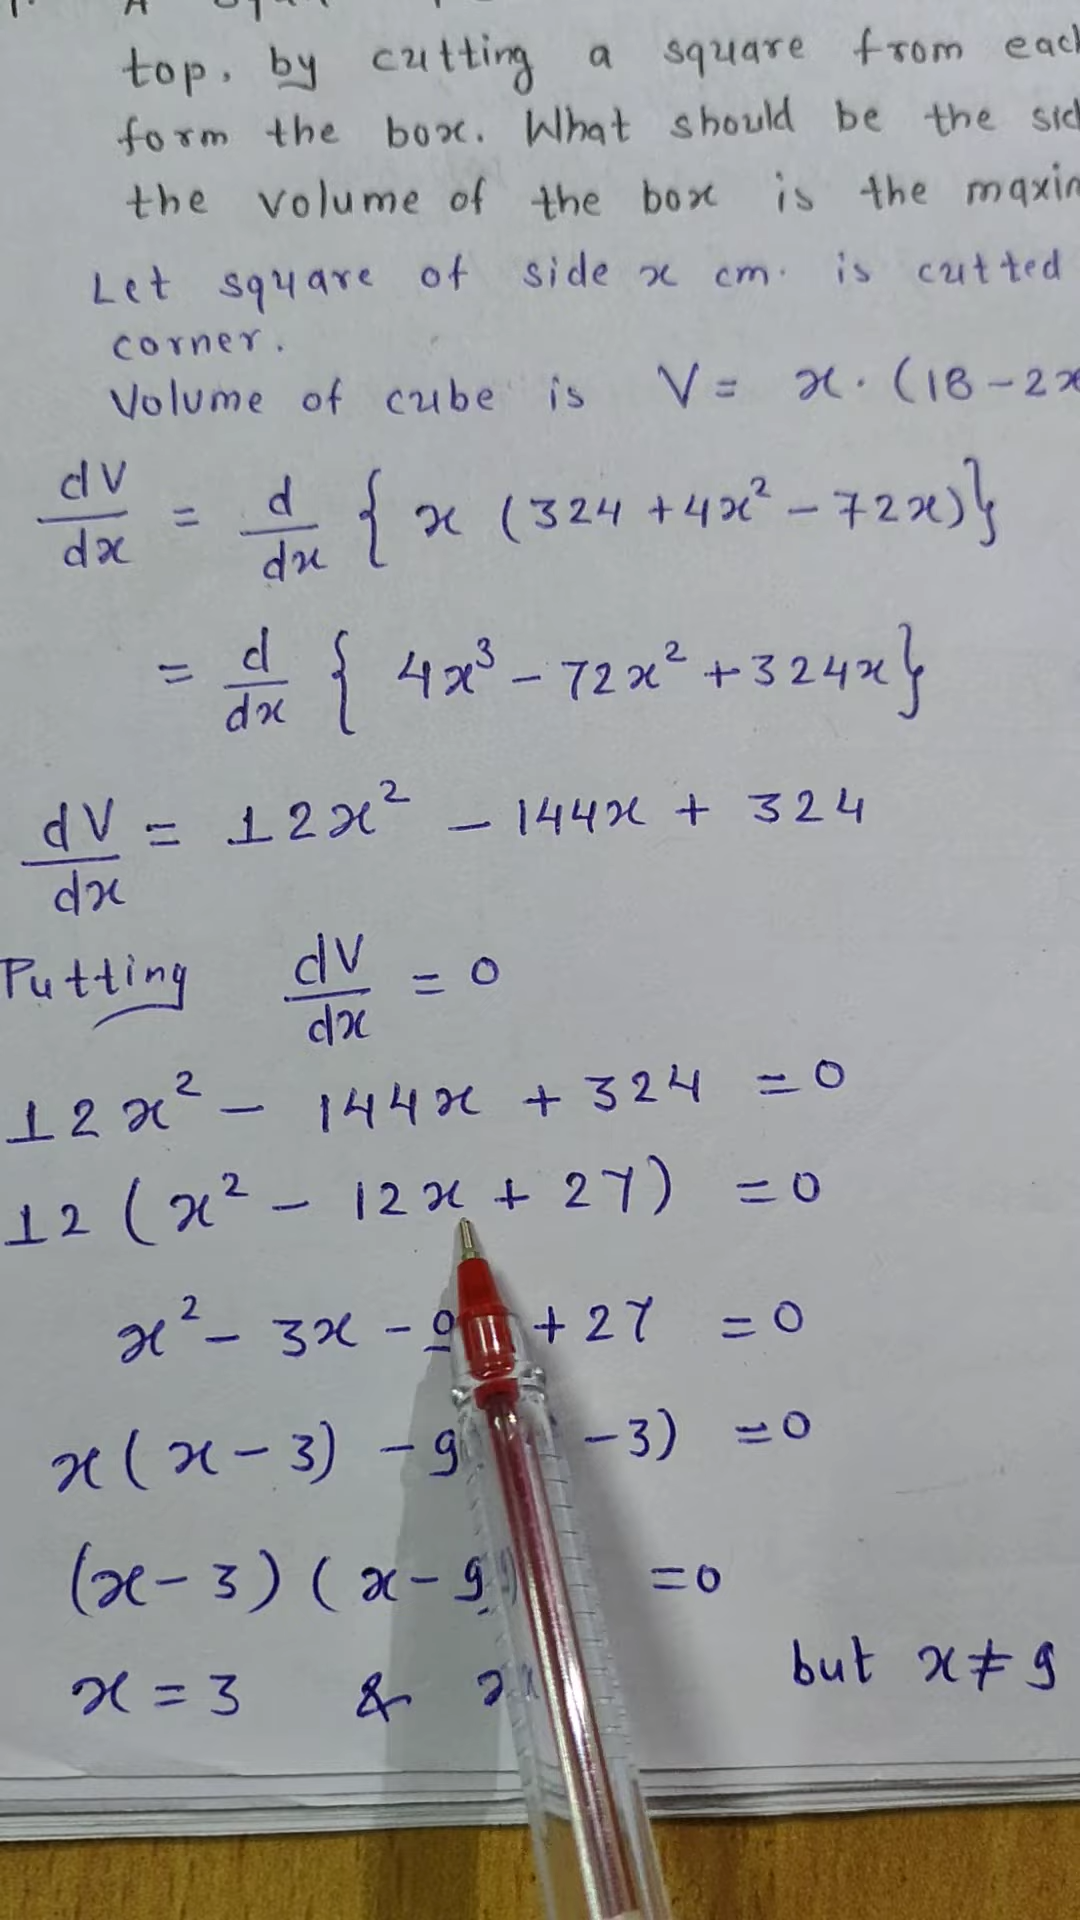 top. by cutting a square from each
form the box. What should be the
the volume of the box is the
Let square of side x cm. is cutted
corner.
Volume of cube is V = x. (18 - 2x
dV/dx = d/dx { x (324 + 4x² - 72x)}
= d/dx { 4x³ - 72x² + 324x}
dV/dx = 12x² - 144x + 324
Putting dV/dx = 0
12x² - 144x + 324 = 0
12 (x² - 12x + 27) = 0
x² - 3x - + 27 = 0
x(x - 3) - 9 - 3) = 0
(x - 3) (x - 9) = 0
x = 3 & but x ≠ 9